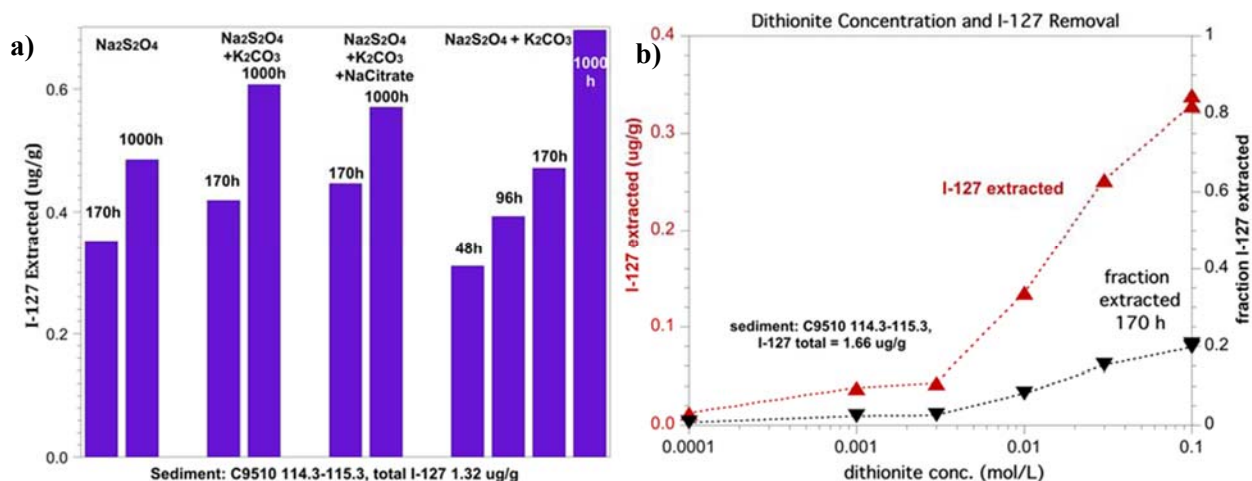 a)
I-127 Extracted (ug/g)
0.6
0.4
0.2
0.0
Na2S2O4
170h
1000h
Na2S2O4
+K2CO3
1000h
170h
Na2S2O4
+K2CO3
+NaCitrate
1000h
170h
Na2S2O4 + K2CO3
48h
96h
170h
1000
h
Sediment: C9510 114.3-115.3, total I-127 1.32 ug/g
b)
Dithionite Concentration and I-127 Removal
I-127 extracted (ug/g)
0.4
0.3
0.2
0.1
0.0
I-127 extracted
sediment: C9510 114.3-115.3,
I-127 total = 1.66 ug/g
fraction
extracted
170 h
1
0.8
0.6
0.4
0.2
0
fraction I-127 extracted
0.0001
0.001
0.01
0.1
dithionite conc. (mol/L)